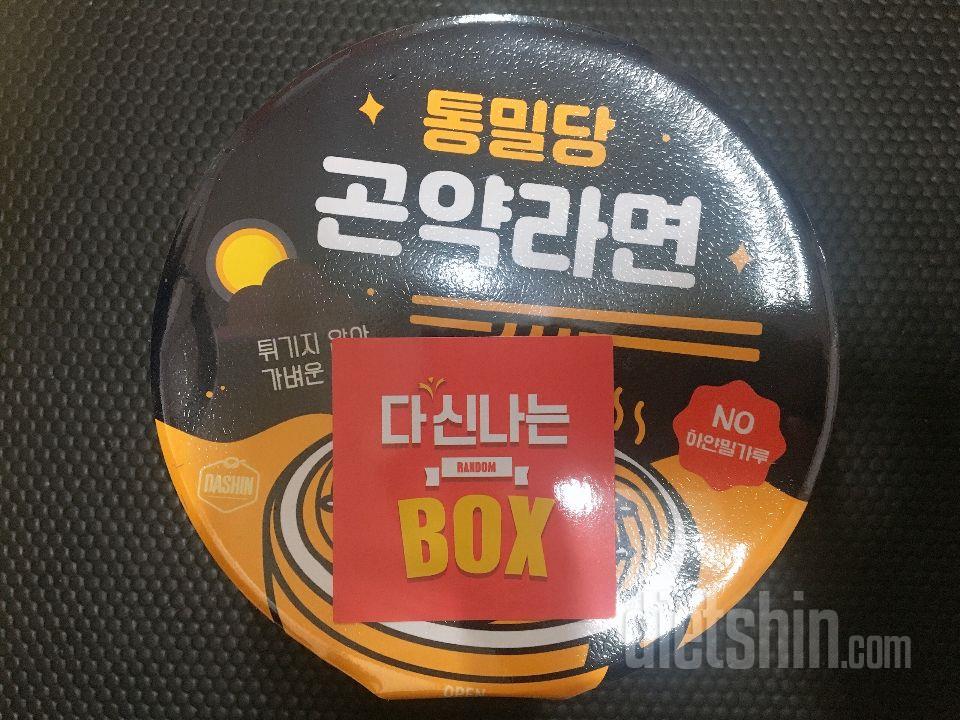 통밀당
곤약라면
튀기지 않아
가벼운
NO
하얀밀가루
DASHIN
다신나는
RANDOM
BOX
OPEN
dietshin.com